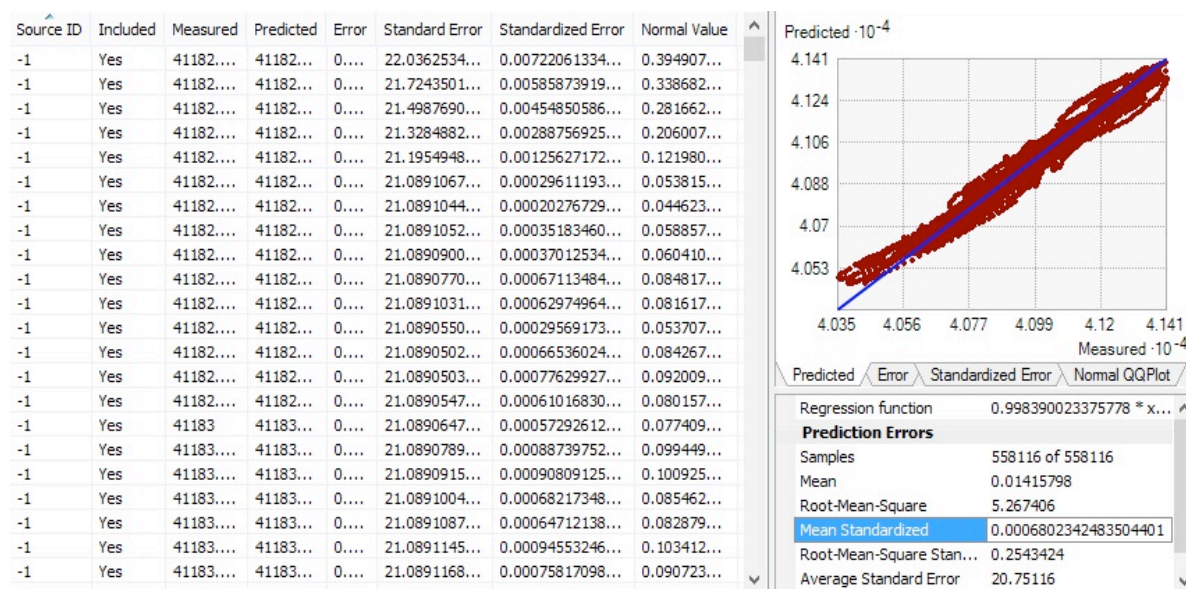 Source ID Included Measured Predicted Error Standard Error Standardized Error Normal Value
-1 Yes 41182.... 41182... 0.... 22.0362534... 0.00722061334... 0.394907...
-1 Yes 41182.... 41182... 0.... 21.7243501... 0.00585873919... 0.338682...
-1 Yes 41182.... 41182... 0.... 21.4987690... 0.00454850586... 0.281662...
-1 Yes 41182.... 41182... 0.... 21.3284882... 0.00288756925... 0.206007...
-1 Yes 41182.... 41182... 0.... 21.1954948... 0.00125627172... 0.121980...
-1 Yes 41182.... 41182... 0.... 21.0891067... 0.00029611193... 0.053815...
-1 Yes 41182.... 41182... 0.... 21.0891044... 0.00020276729... 0.044623...
-1 Yes 41182.... 41182... 0.... 21.0891052... 0.00035183460... 0.058857...
-1 Yes 41182.... 41182... 0.... 21.0890900... 0.00037012534... 0.060410...
-1 Yes 41182.... 41182... 0.... 21.0890770... 0.00067113484... 0.084817...
-1 Yes 41182.... 41182... 0.... 21.0891031... 0.00062974964... 0.081617...
-1 Yes 41182.... 41182... 0.... 21.0890550... 0.00029569173... 0.053707...
-1 Yes 41182.... 41182... 0.... 21.0890502... 0.00066536024... 0.084267...
-1 Yes 41182.... 41182... 0.... 21.0890503... 0.00077629927... 0.092009...
-1 Yes 41182.... 41182... 0.... 21.0890547... 0.00061016830... 0.080157...
-1 Yes 41183 41183... 0.... 21.0890647... 0.00057292612... 0.077409...
-1 Yes 41183.... 41183... 0.... 21.0890789... 0.00088739752... 0.099449...
-1 Yes 41183.... 41183... 0.... 21.0890915... 0.00090809125... 0.100925...
-1 Yes 41183.... 41183... 0.... 21.0891004... 0.00068217348... 0.085462...
-1 Yes 41183.... 41183... 0.... 21.0891087... 0.00064712138... 0.082879...
-1 Yes 41183.... 41183... 0.... 21.0891145... 0.00094553246... 0.103412...
-1 Yes 41183.... 41183... 0.... 21.0891168... 0.00075817098... 0.090723...
Predicted ·10⁻⁴
4.141
4.124
4.106
4.088
4.07
4.053
4.035 4.056 4.077 4.099 4.12 4.141
Measured ·10⁻⁴
Predicted Error Standardized Error Normal QQPlot
Regression function 0.998390023375778 * x...
Prediction Errors
Samples 558116 of 558116
Mean 0.01415798
Root-Mean-Square 5.267406
Mean Standardized 0.0006802342483504401
Root-Mean-Square Stan... 0.2543424
Average Standard Error 20.75116